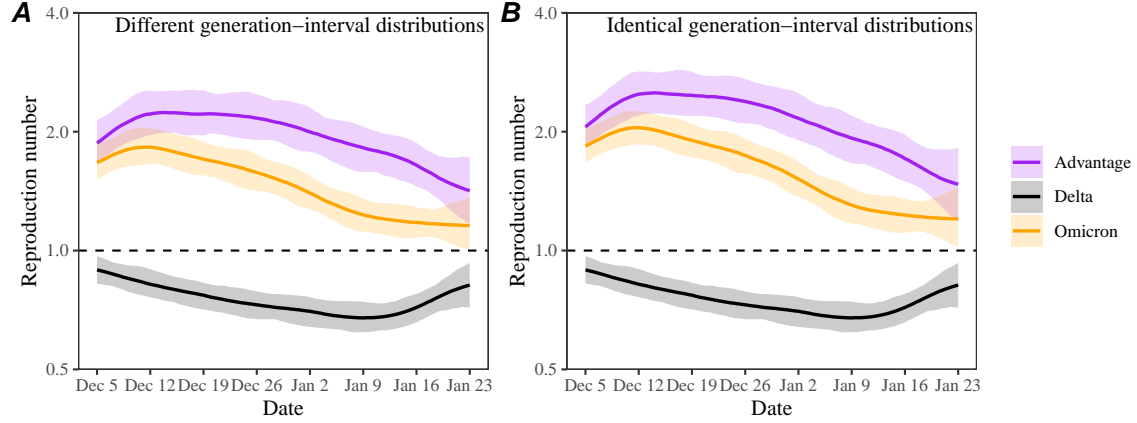 A
Different generation−interval distributions
4.0
2.0
1.0
0.5
Reproduction number
Dec 5 Dec 12 Dec 19 Dec 26 Jan 2 Jan 9 Jan 16 Jan 23
Date
B
Identical generation−interval distributions
4.0
2.0
1.0
0.5
Reproduction number
Dec 5 Dec 12 Dec 19 Dec 26 Jan 2 Jan 9 Jan 16 Jan 23
Date
Advantage
Delta
Omicron